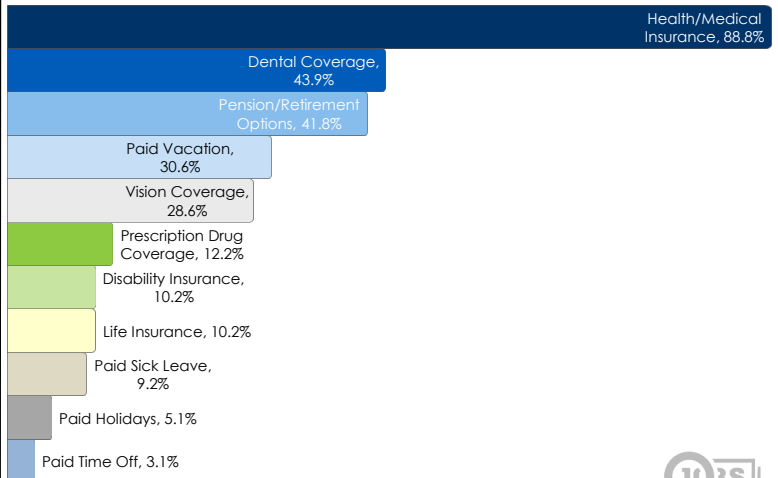 Health/Medical
Insurance, 88.8%
Dental Coverage,
43.9%
Pension/Retirement
Options, 41.8%
Paid Vacation,
30.6%
Vision Coverage,
28.6%
Prescription Drug
Coverage, 12.2%
Disability Insurance,
10.2%
Life Insurance, 10.2%
Paid Sick Leave,
9.2%
Paid Holidays, 5.1%
Paid Time Off, 3.1%